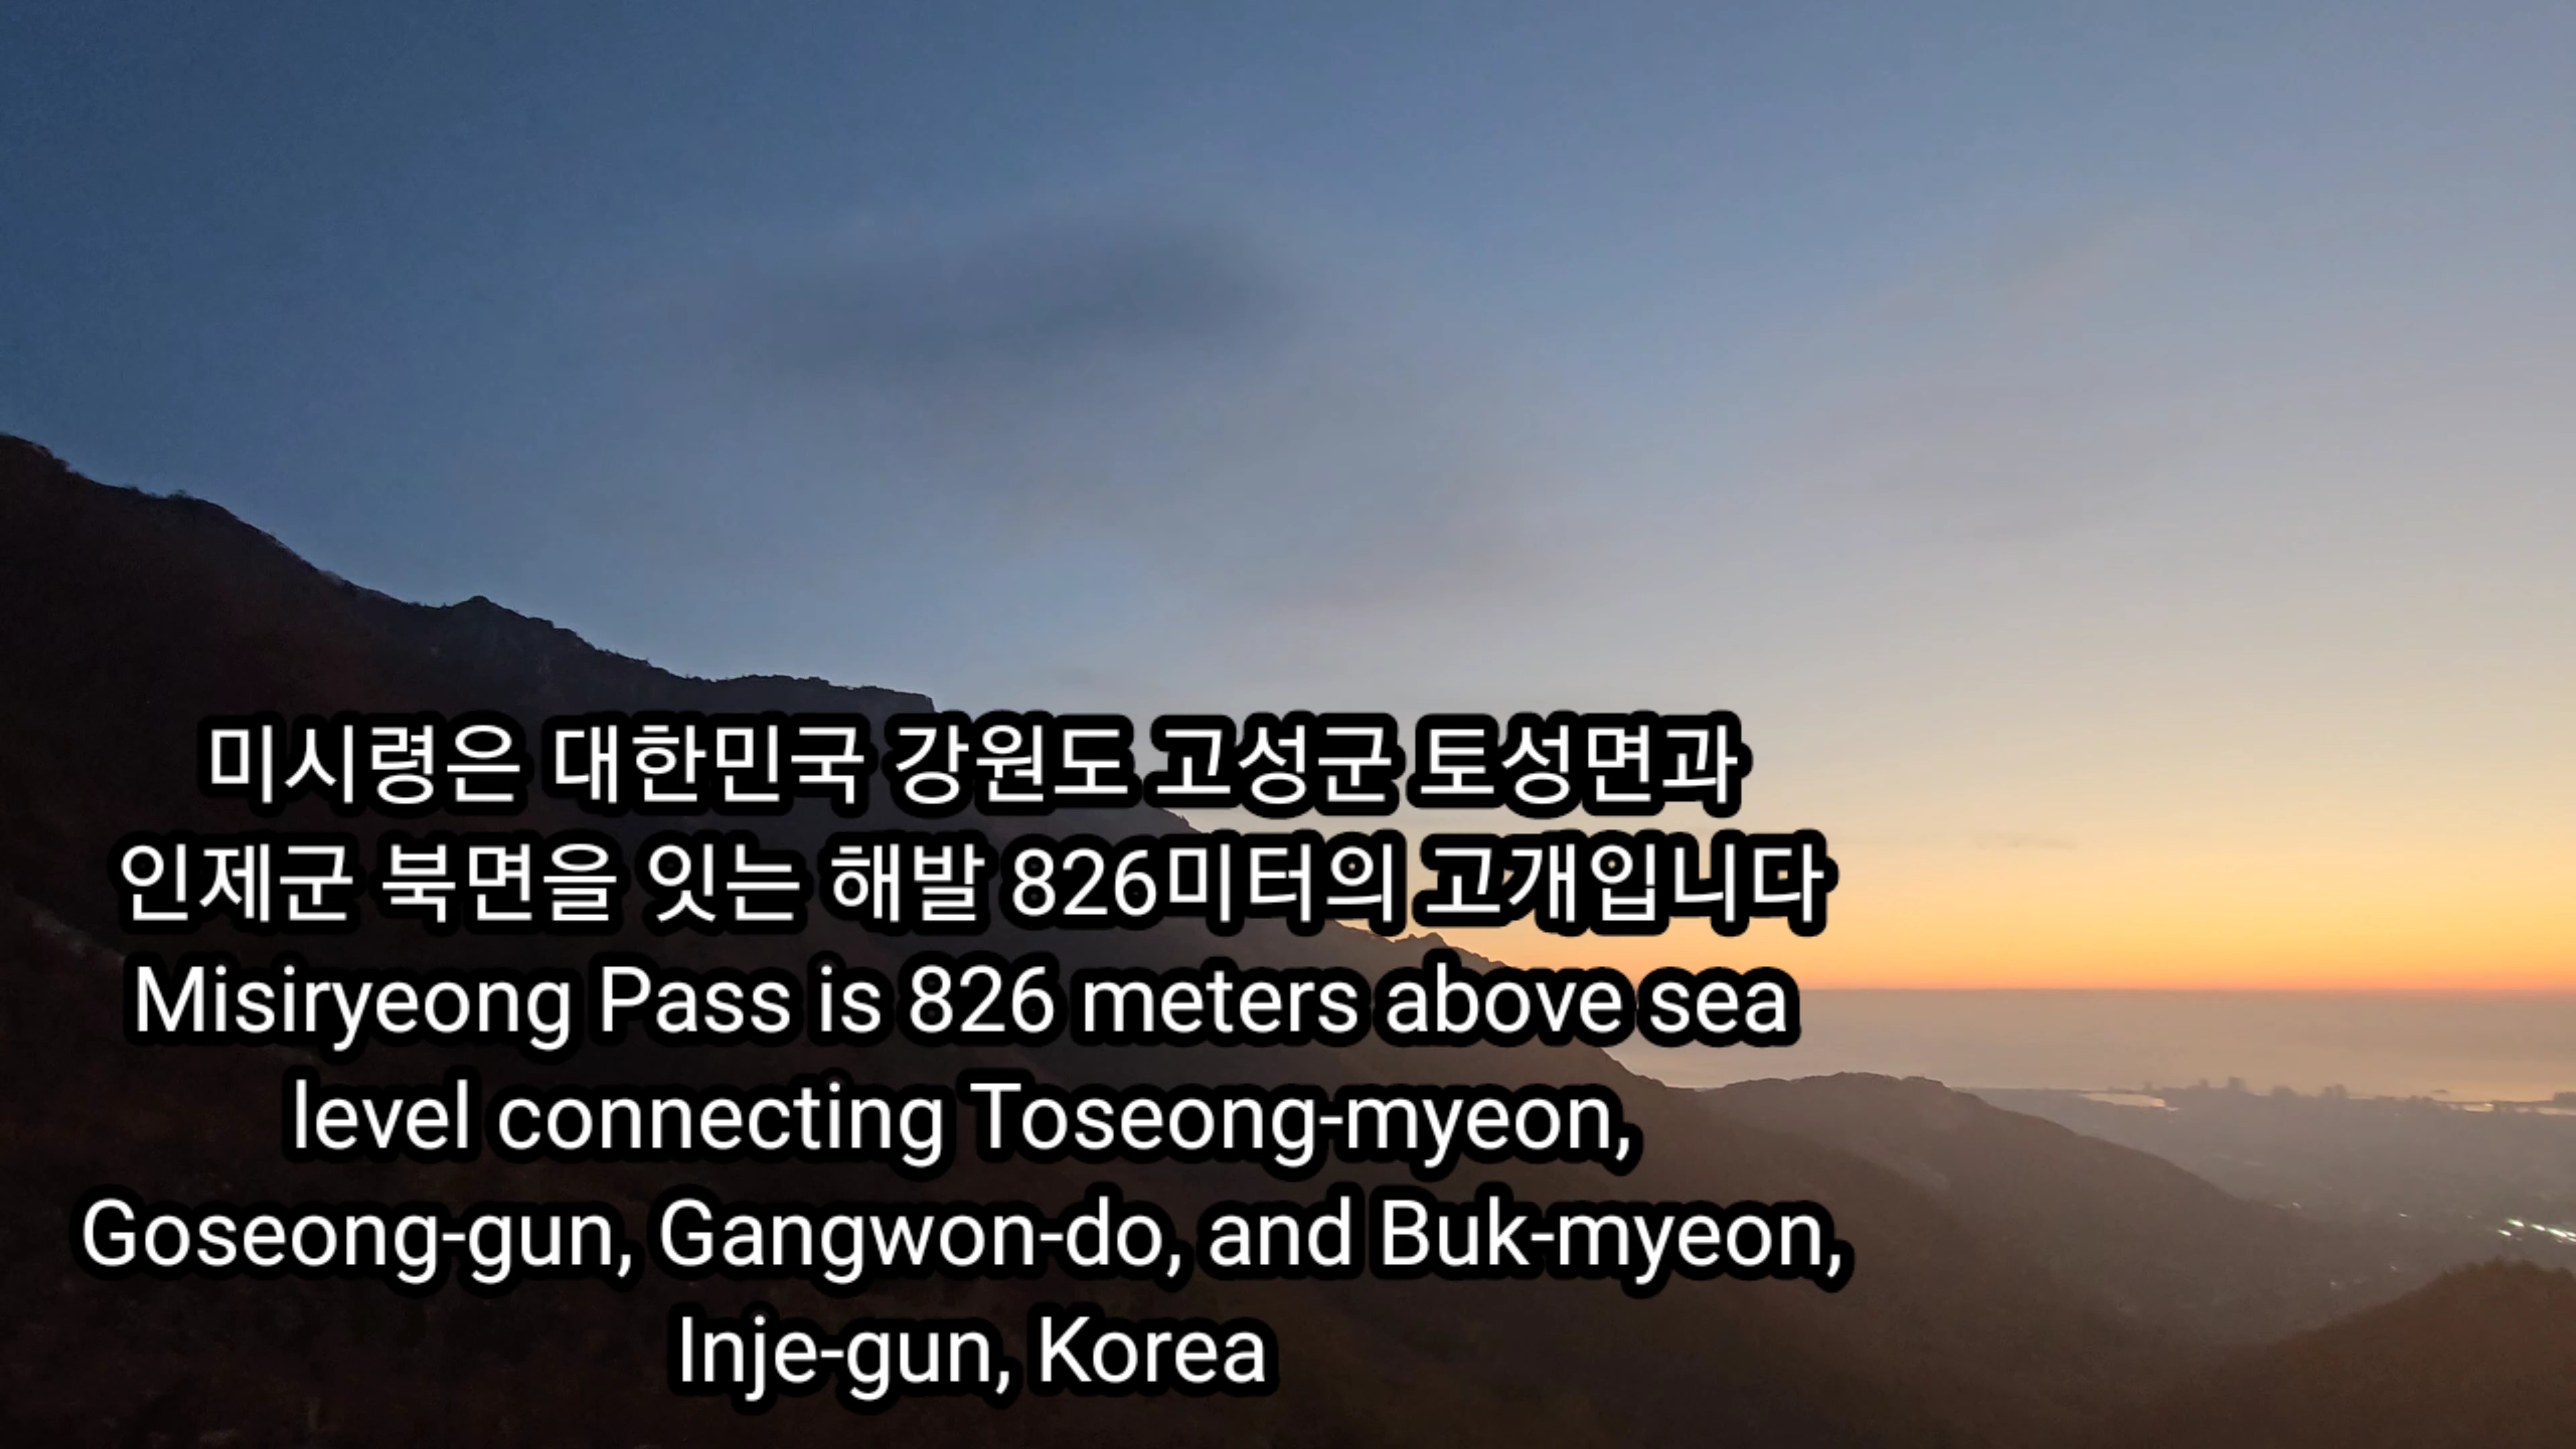 미시령은 대한민국 강원도 고성군 토성면과
인제군 북면을 잇는 해발 826미터의 고개입니다
Misiryeong Pass is 826 meters above sea
level connecting Toseong-myeon,
Goseong-gun, Gangwon-do, and Buk-myeon,
Inje-gun, Korea